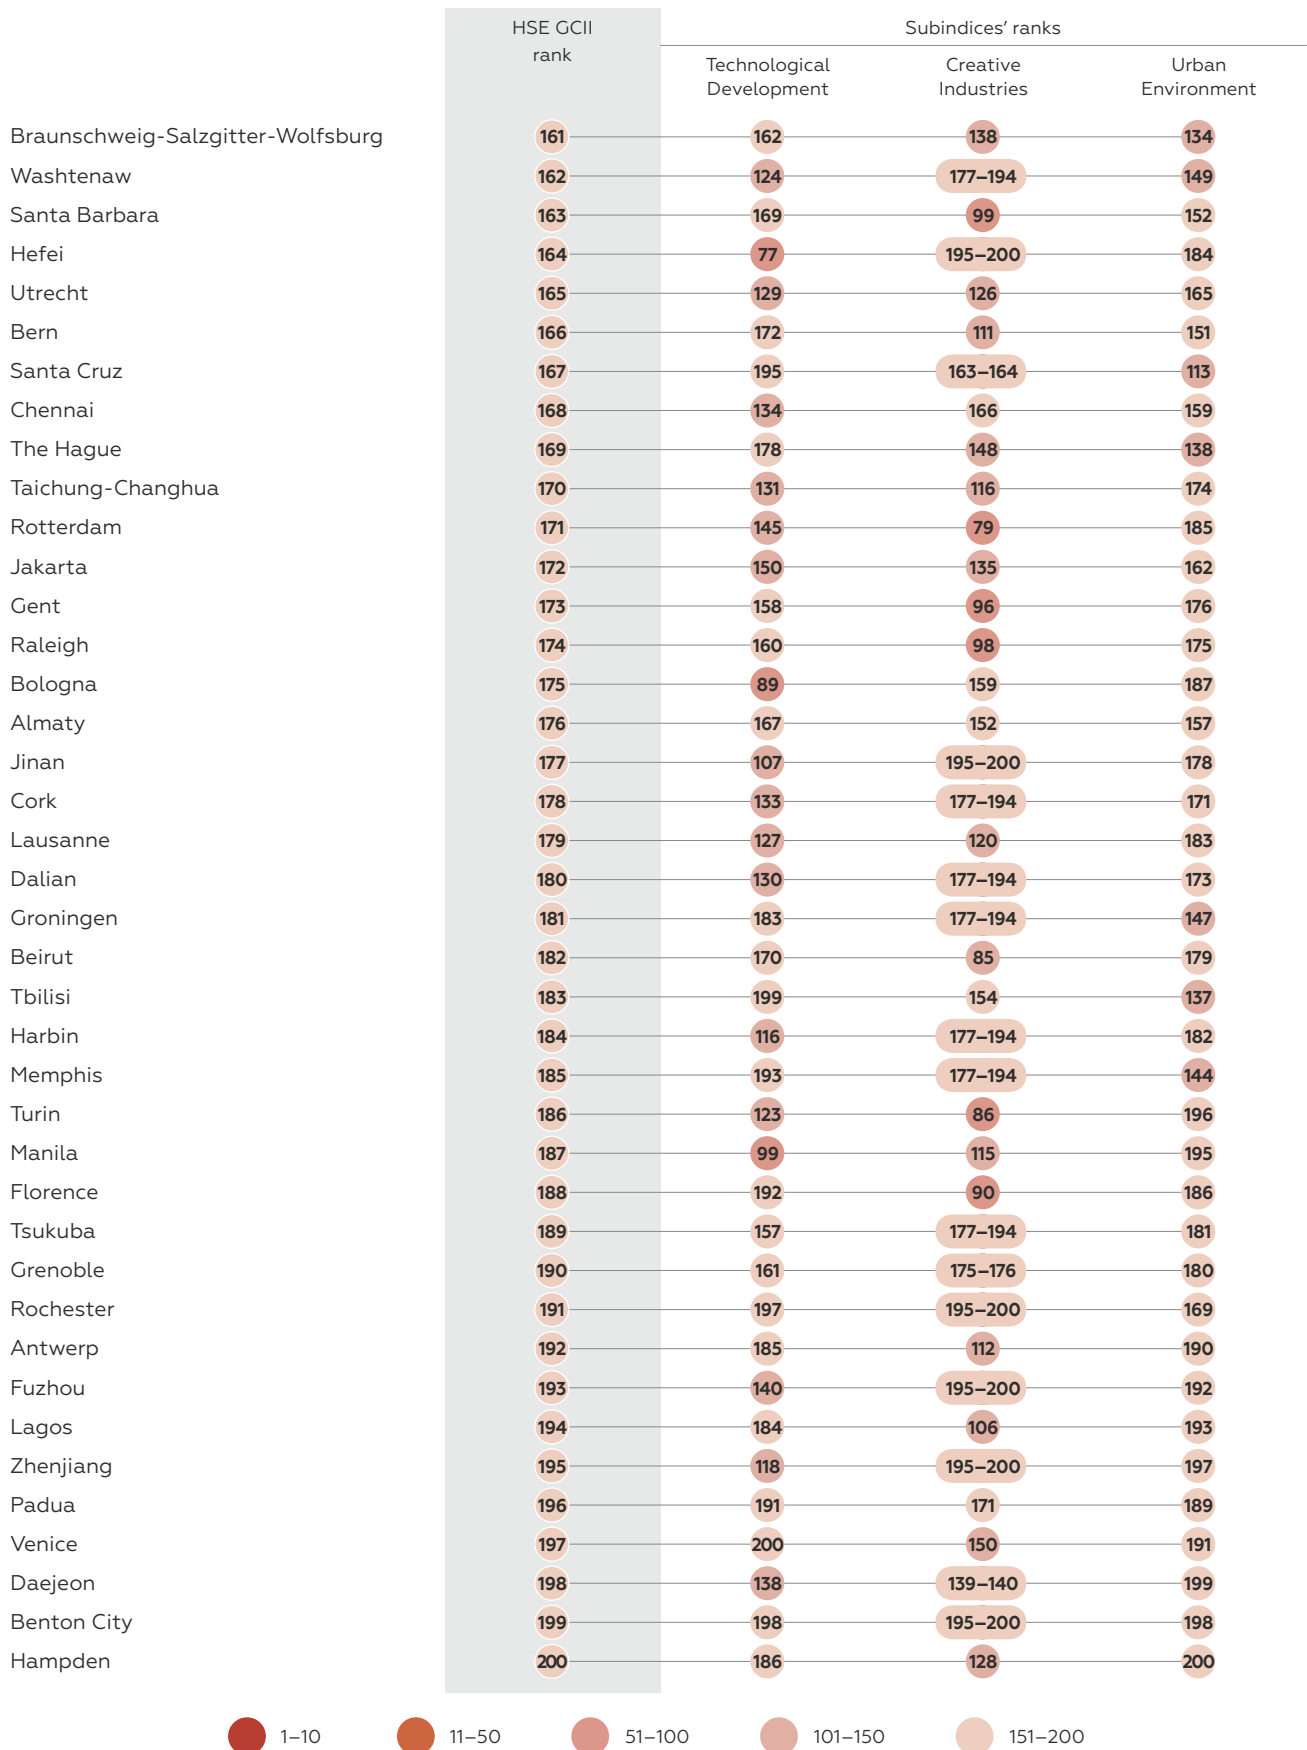 HSE GCII rank
Subindices’ ranks
Technological Development
Creative Industries
Urban Environment
Braunschweig-Salzgitter-Wolfsburg 161 162 138 134
Washtenaw 162 124 177–194 149
Santa Barbara 163 169 99 152
Hefei 164 77 195–200 184
Utrecht 165 129 126 165
Bern 166 172 111 151
Santa Cruz 167 195 163–164 113
Chennai 168 134 166 159
The Hague 169 178 148 138
Taichung-Changhua 170 131 116 174
Rotterdam 171 145 79 185
Jakarta 172 150 135 162
Gent 173 158 96 176
Raleigh 174 160 98 175
Bologna 175 89 159 187
Almaty 176 167 152 157
Jinan 177 107 195–200 178
Cork 178 133 177–194 171
Lausanne 179 127 120 183
Dalian 180 130 177–194 173
Groningen 181 183 177–194 147
Beirut 182 170 85 179
Tbilisi 183 199 154 137
Harbin 184 116 177–194 182
Memphis 185 193 177–194 144
Turin 186 123 86 196
Manila 187 99 115 195
Florence 188 192 90 186
Tsukuba 189 157 177–194 181
Grenoble 190 161 175–176 180
Rochester 191 197 195–200 169
Antwerp 192 185 112 190
Fuzhou 193 140 195–200 192
Lagos 194 184 106 193
Zhenjiang 195 118 195–200 197
Padua 196 191 171 189
Venice 197 200 150 191
Daejeon 198 138 139–140 199
Benton City 199 198 195–200 198
Hampden 200 186 128 200
1–10 11–50 51–100 101–150 151–200